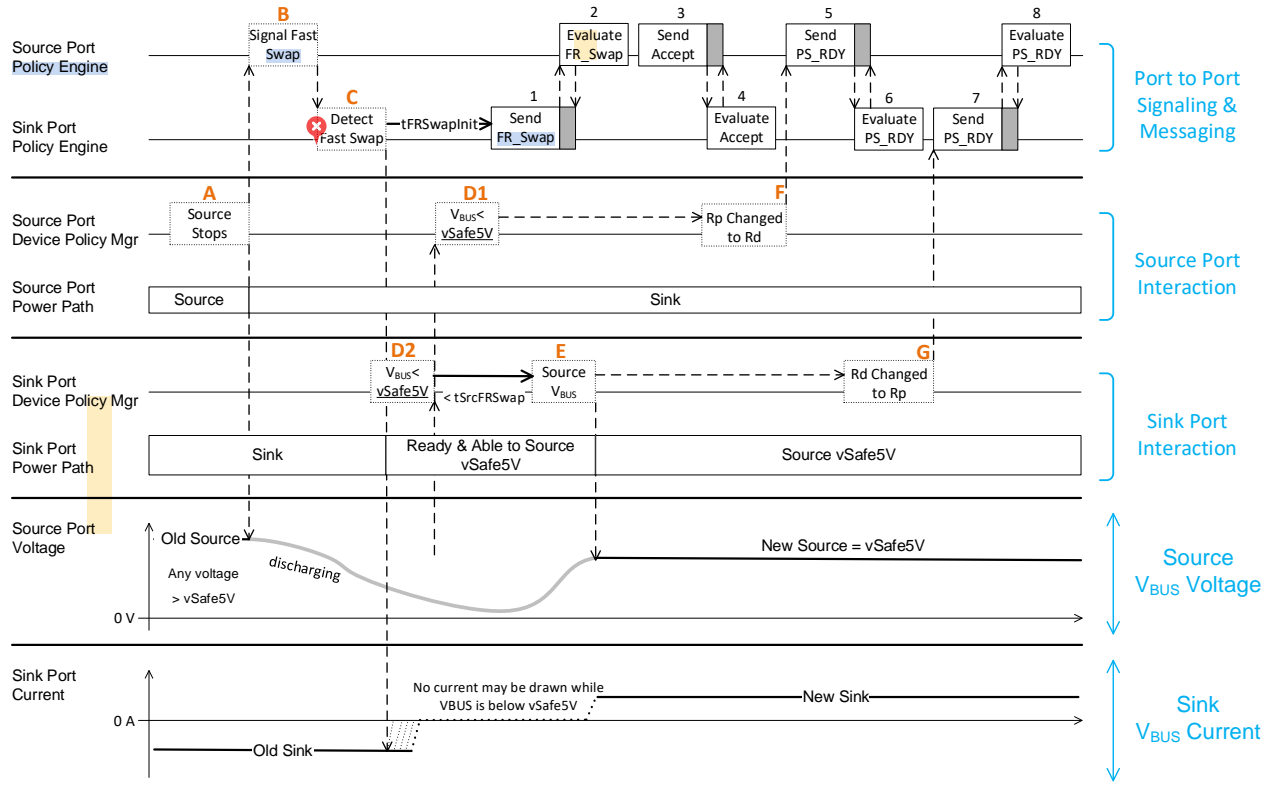 B
2
3
5
8
Source Port
Policy Engine
Signal Fast
Swap
Evaluate
FR_Swap
Send
Accept
Send
PS_RDY
Evaluate
PS_RDY
Port to Port
Signaling &
Messaging
C
1
4
6
7
Sink Port
Policy Engine
Detect
Fast Swap
tFRSwapInit
Send
FR_Swap
Evaluate
Accept
Evaluate
PS_RDY
Send
PS_RDY
A
D1
F
Source Port
Device Policy Mgr
Source
Stops
VBUS<
vSafe5V
Rp Changed
to Rd
Source Port
Interaction
Source Port
Power Path
Source
Sink
D2
E
G
Sink Port
Device Policy Mgr
VBUS<
vSafe5V
< tSrcFRSwap
Source
VBUS
Rd Changed
to Rp
Sink Port
Interaction
Sink Port
Power Path
Sink
Ready & Able to Source
vSafe5V
Source vSafe5V
Source Port
Voltage
Old Source
Any voltage
> vSafe5V
discharging
New Source = vSafe5V
0 V
Source
VBUS Voltage
Sink Port
Current
No current may be drawn while
VBUS is below vSafe5V
New Sink
0 A
Old Sink
Sink
VBUS Current